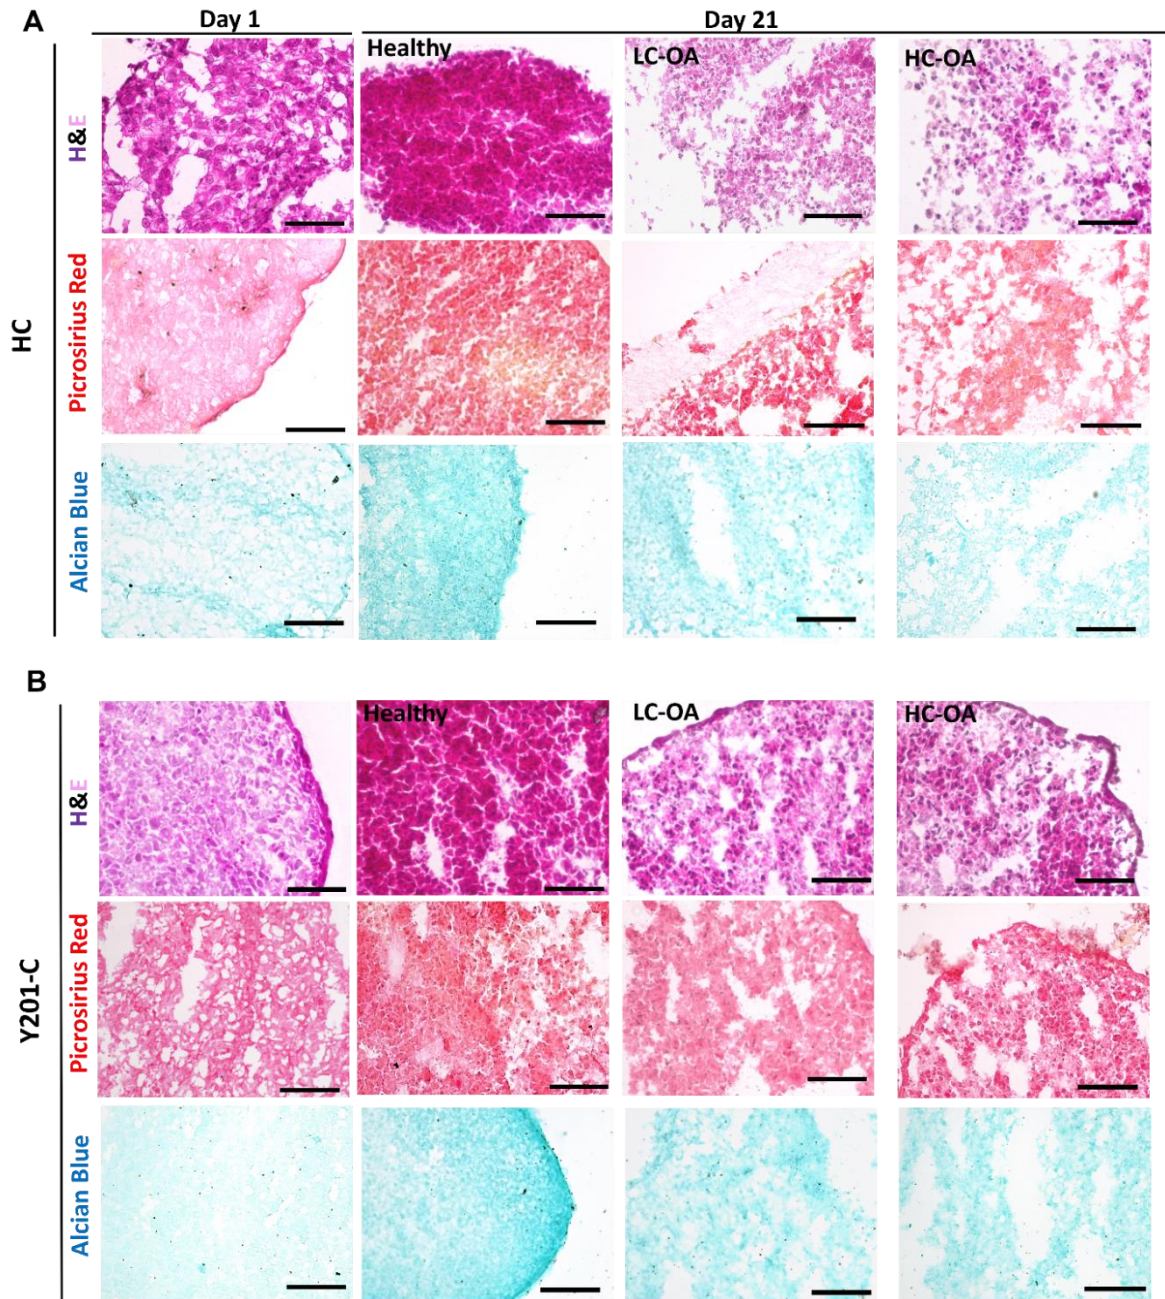 A
Day 1
Day 21
Healthy
LC-OA
HC-OA
HC
H&E
Picrosirius Red
Alcian Blue
B
Healthy
LC-OA
HC-OA
Y201-C
H&E
Picrosirius Red
Alcian Blue